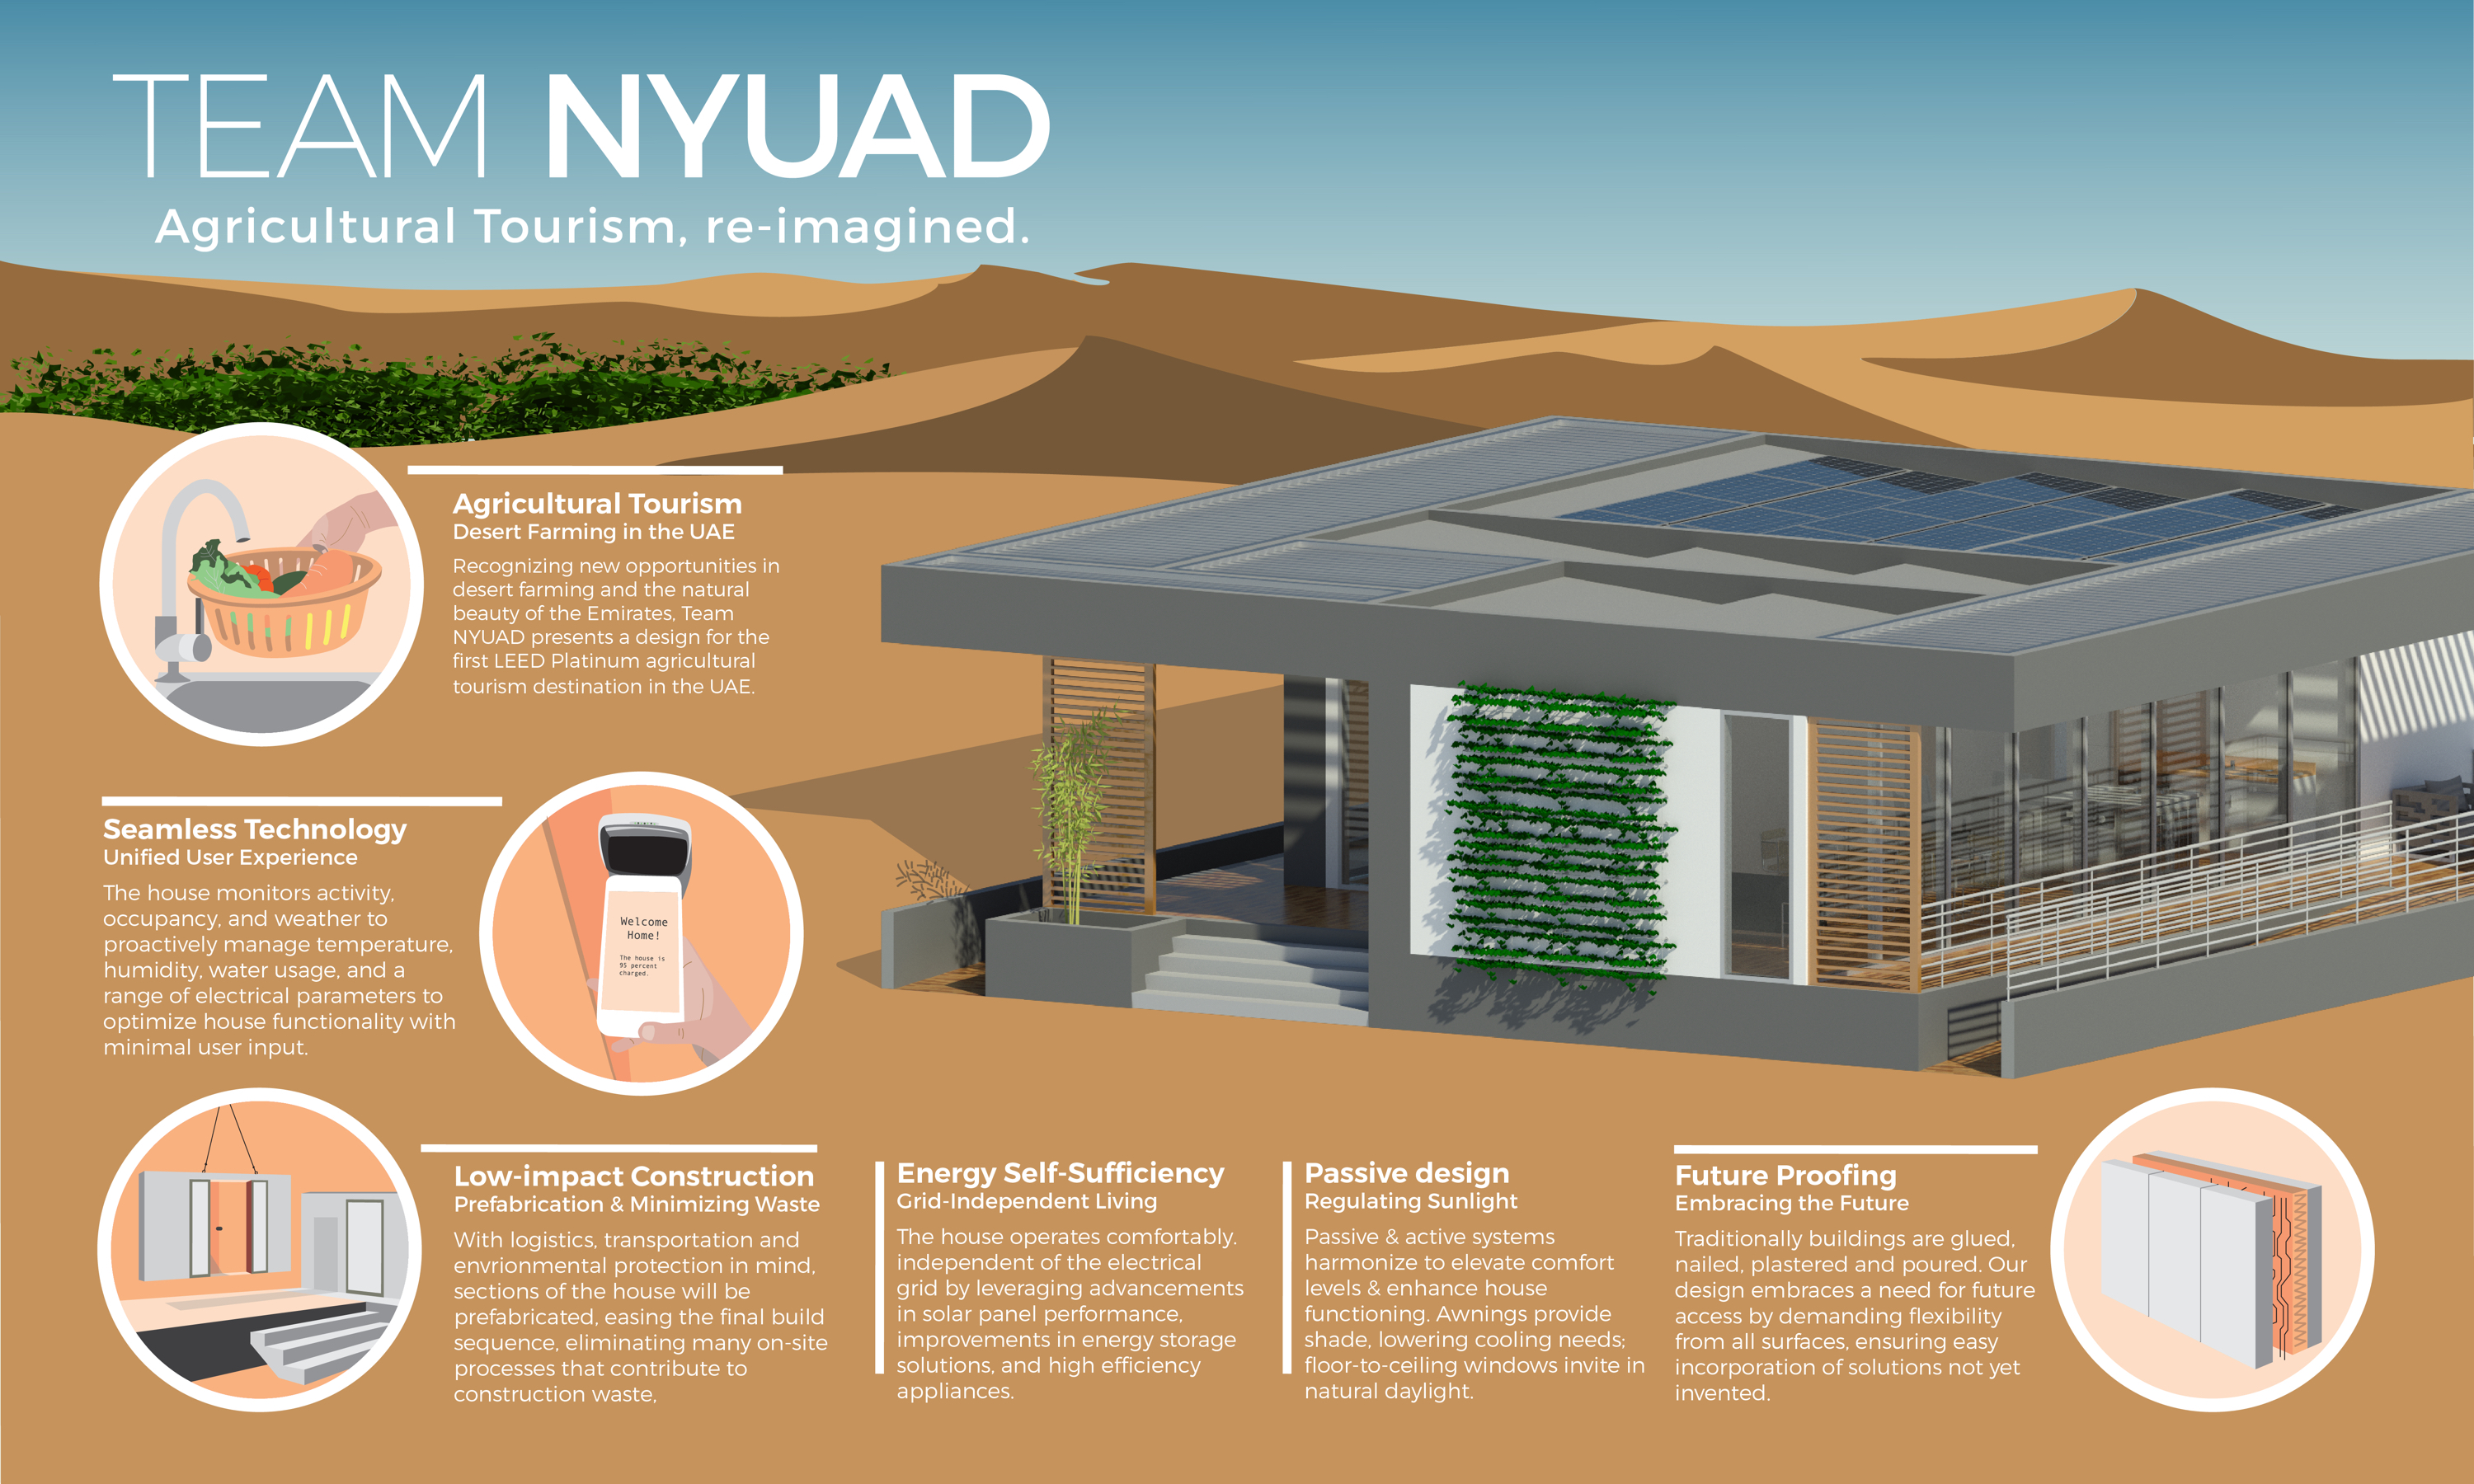 TEAM NYUAD
Agricultural Tourism, re-imagined.
Agricultural Tourism
Desert Farming in the UAE
Recognizing new opportunities in
desert farming and the natural
beauty of the Emirates, Team
NYUAD presents a design for the
first LEED Platinum agricultural
tourism destination in the UAE.
Seamless Technology
Unified User Experience
The house monitors activity,
occupancy, and weather to
proactively manage temperature,
humidity, water usage, and a
range of electrical parameters to
optimize house functionality with
minimal user input.
Welcome
Home!
The house is
95 percent
charged.
Low-impact Construction
Prefabrication & Minimizing Waste
With logistics, transportation and
envrionmental protection in mind,
sections of the house will be
prefabricated, easing the final build
sequence, eliminating many on-site
processes that contribute to
construction waste,
Energy Self-Sufficiency
Grid-Independent Living
The house operates comfortably.
independent of the electrical
grid by leveraging advancements
in solar panel performance,
improvements in energy storage
solutions, and high efficiency
appliances.
Passive design
Regulating Sunlight
Passive & active systems
harmonize to elevate comfort
levels & enhance house
functioning. Awnings provide
shade, lowering cooling needs;
floor-to-ceiling windows invite in
natural daylight.
Future Proofing
Embracing the Future
Traditionally buildings are glued,
nailed, plastered and poured. Our
design embraces a need for future
access by demanding flexibility
from all surfaces, ensuring easy
incorporation of solutions not yet
invented.